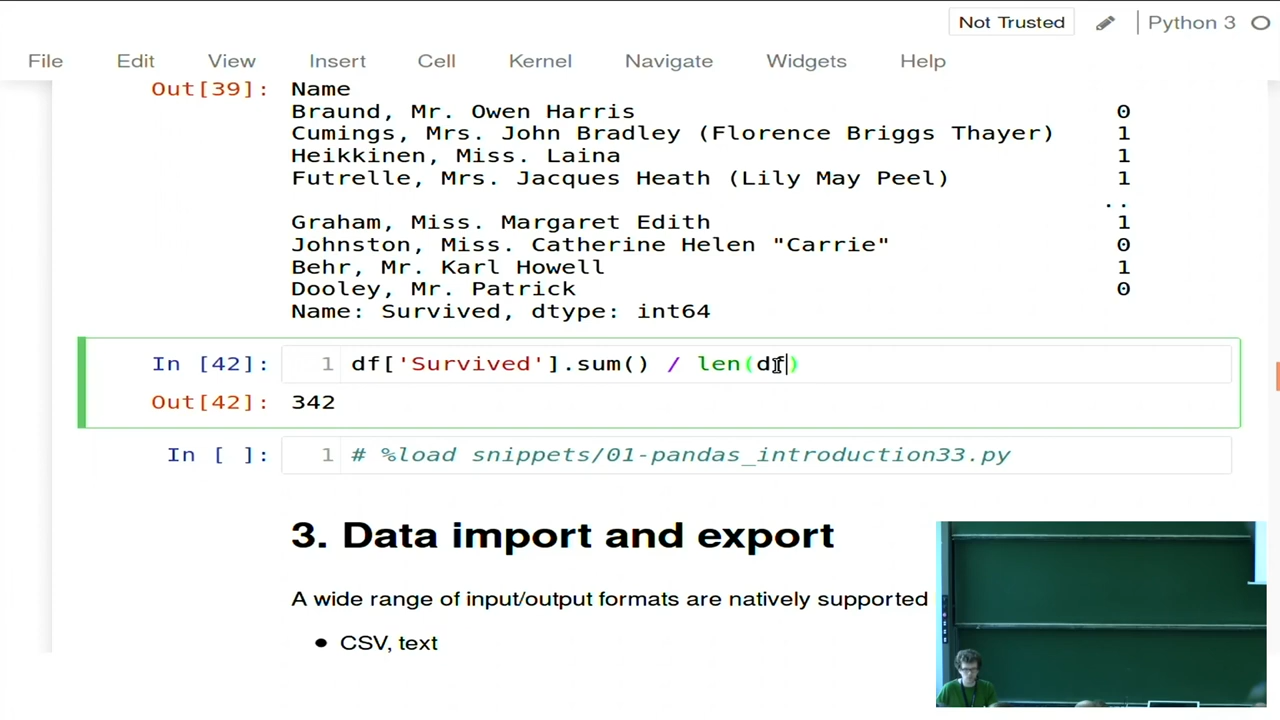 Not Trusted
Python 3
File Edit View Insert Cell Kernel Navigate Widgets Help
Out[39]: Name
Braund, Mr. Owen Harris 0
Cumings, Mrs. John Bradley (Florence Briggs Thayer) 1
Heikkinen, Miss. Laina 1
Futrelle, Mrs. Jacques Heath (Lily May Peel) 1
..
Graham, Miss. Margaret Edith 1
Johnston, Miss. Catherine Helen "Carrie" 0
Behr, Mr. Karl Howell 1
Dooley, Mr. Patrick 0
Name: Survived, dtype: int64
In [42]: 1 df['Survived'].sum() / len(df)
Out[42]: 342
In [ ]: 1 # %load snippets/01-pandas_introduction33.py
3. Data import and export
A wide range of input/output formats are natively supported
• CSV, text